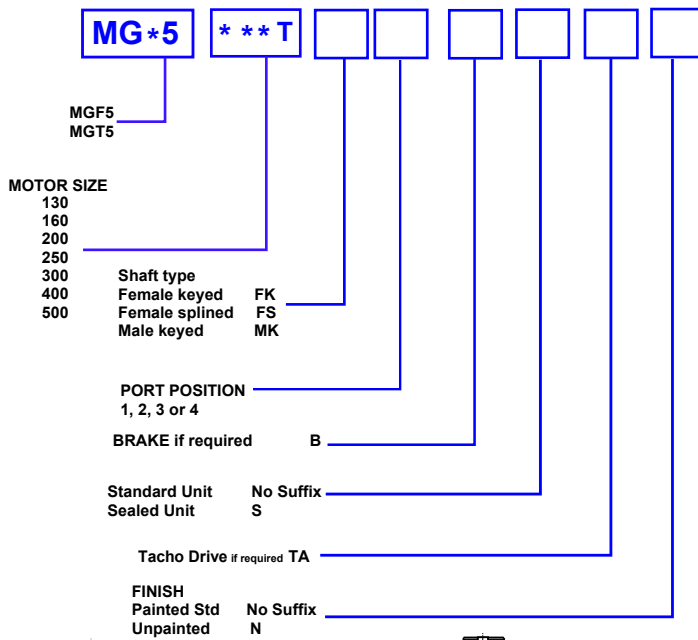 MG*5 ***T
MGF5
MGT5
MOTOR SIZE
130
160
200
250
300
400
500
Shaft type
Female keyed FK
Female splined FS
Male keyed MK
PORT POSITION
1, 2, 3 or 4
BRAKE if required B
Standard Unit No Suffix
Sealed Unit S
Tacho Drive if required TA
FINISH
Painted Std No Suffix
Unpainted N